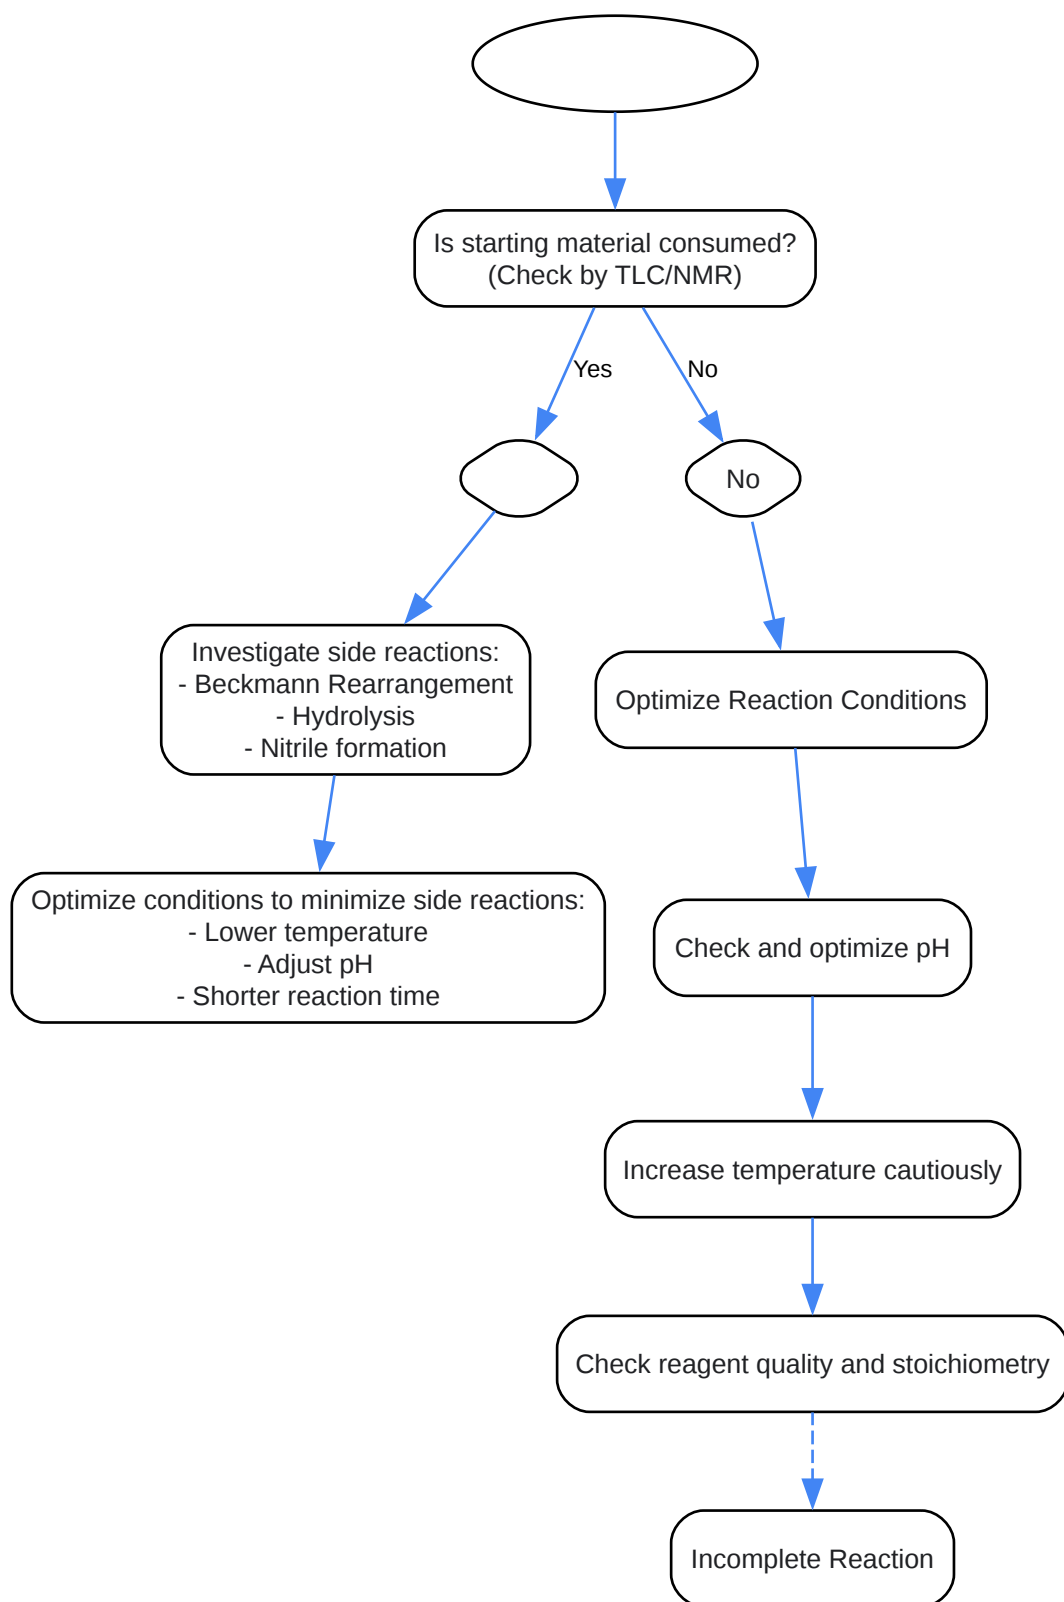 Is starting material consumed?
(Check by TLC/NMR)
Yes
No
No
Investigate side reactions:
- Beckmann Rearrangement
- Hydrolysis
- Nitrile formation
Optimize Reaction Conditions
Optimize conditions to minimize side reactions:
- Lower temperature
- Adjust pH
- Shorter reaction time
Check and optimize pH
Increase temperature cautiously
Check reagent quality and stoichiometry
Incomplete Reaction